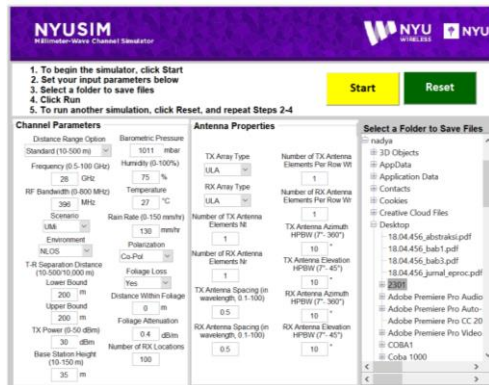 NYUSIM
Millimeter-Wave Channel Simulator
NYU
WIRELESS
NYU
1. To begin the simulator, click Start
2. Set your input parameters below
3. Select a folder to save files
4. Click Run
5. To run another simulation, click Reset, and repeat Steps 2-4
Start
Reset
Channel Parameters
Distance Range Option
Standard (10-500 m)
Frequency (0.5-100 GHz)
26 GHz
RF Bandwidth (0-800 MHz)
396 MHz
Scenario
UMi
Environment
NLOS
T-R Separation Distance
(10-500/10,000 m)
Lower Bound
200 m
Upper Bound
200 m
TX Power (0-50 dBm)
30 dBm
Base Station Height
(10-150 m)
35 m
Barometric Pressure
1011 mbar
Humidity (0-100%)
75 %
Temperature
27 °C
Rain Rate (0-150 mm/hr)
130 mm/hr
Polarization
Co-Pol
Foliage Loss
Yes
Distance Within Foliage
0 m
Foliage Attenuation
0.4 dB/m
Number of RX Locations
100
Antenna Properties
TX Array Type
ULA
RX Array Type
ULA
Number of TX Antenna
Elements Nt
1
Number of RX Antenna
Elements Nr
1
TX Antenna Spacing (in
wavelength, 0.1-100)
0.5
RX Antenna Spacing (in
wavelength, 0.1-100)
0.5
Number of TX Antenna
Elements Per Row Wt
1
Number of RX Antenna
Elements Per Row Wr
1
TX Antenna Azimuth
HPBW (7°- 360°)
10 °
TX Antenna Elevation
HPBW (7°- 45°)
10 °
RX Antenna Azimuth
HPBW (7°- 360°)
10 °
RX Antenna Elevation
HPBW (7°- 45°)
10 °
Select a Folder to Save Files
nadya
3D Objects
AppData
Application Data
Contacts
Cookies
Creative Cloud Files
Desktop
18.04.456_abstraksi.pdf
18.04.456_bab1.pdf
18.04.456_bab3.pdf
18.04.456_jurnal_eproc.pdf
2301
Adobe Premiere Pro Audio
Adobe Premiere Pro Auto-
Adobe Premiere Pro CC 20
Adobe Premiere Pro Video
COBA1
Coba 1000